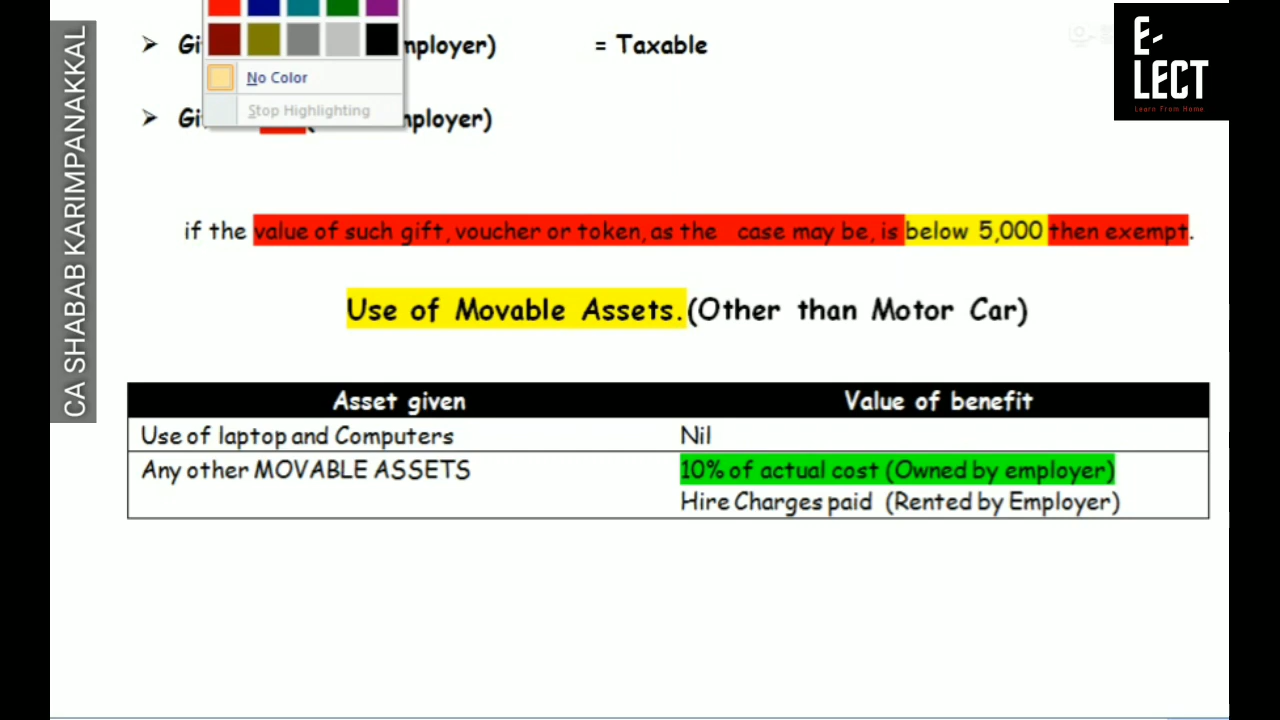 E-
LECT
Learn From Home
CA SHABAB KARIMPANAKKAL
mployer) = Taxable
No Color
Stop Highlighting
mployer)
if the value of such gift, voucher or token, as the case may be, is below 5,000 then exempt.
Use of Movable Assets.(Other than Motor Car)
Asset given Value of benefit
Use of laptop and Computers Nil
Any other MOVABLE ASSETS 10% of actual cost (Owned by employer)
Hire Charges paid (Rented by Employer)